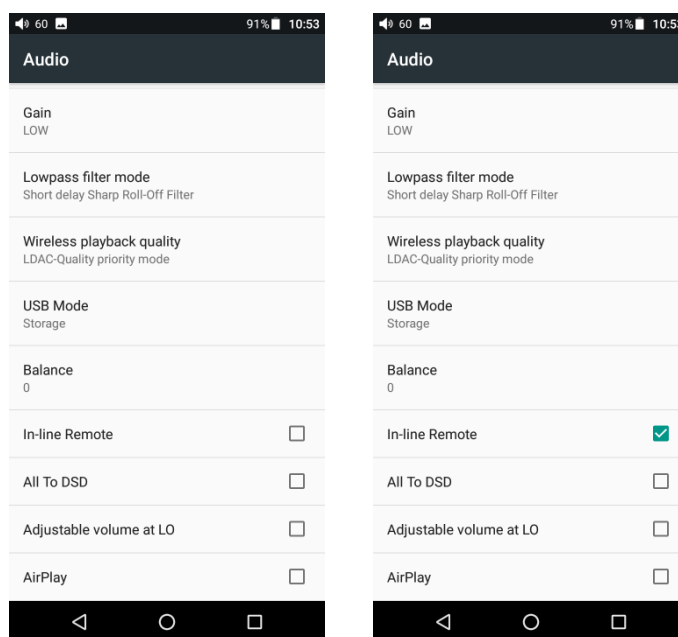 60 91% 10:53
Audio
Gain
LOW
Lowpass filter mode
Short delay Sharp Roll-Off Filter
Wireless playback quality
LDAC-Quality priority mode
USB Mode
Storage
Balance
0
In-line Remote
All To DSD
Adjustable volume at LO
AirPlay
60 91% 10:53
Audio
Gain
LOW
Lowpass filter mode
Short delay Sharp Roll-Off Filter
Wireless playback quality
LDAC-Quality priority mode
USB Mode
Storage
Balance
0
In-line Remote
All To DSD
Adjustable volume at LO
AirPlay